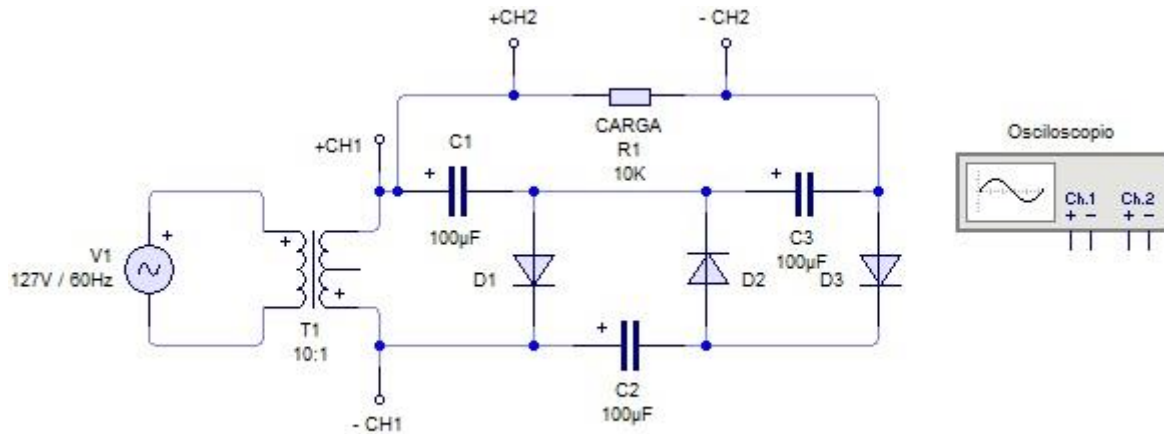 +CH2
- CH2
CARGA
R1
10K
+CH1
C1
+
+
100µF
C3
100µF
V1
127V / 60Hz
+
+
+
T1
10:1
D1
D2
D3
+
C2
100µF
- CH1
Osciloscopio
Ch.1 Ch.2
+ − + −